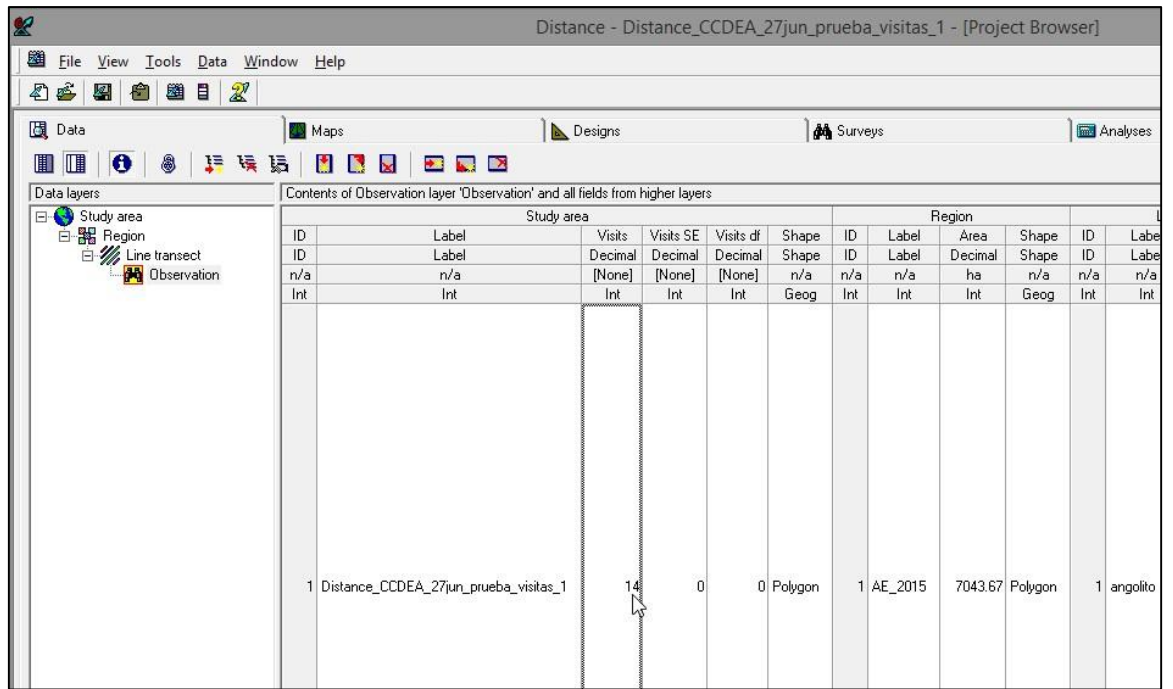 Distance - Distance_CCDEA_27jun_prueba_visitas_1 - [Project Browser]
File View Tools Data Window Help
Data Maps Designs Surveys Analyses
Data layers Contents of Observation layer 'Observation' and all fields from higher layers
Study area
Region
Line transect
Observation
Study area Region L
ID Label Visits Visits SE Visits df Shape ID Label Area Shape ID Labe
ID Label Decimal Decimal Decimal Shape ID Label Decimal Shape ID Labe
n/a n/a [None] [None] [None] n/a n/a n/a ha n/a n/a n/a
Int Int Int Int Int Geog Int Int Int Geog Int Int
1 Distance_CCDEA_27jun_prueba_visitas_1 14 0 0 Polygon 1 AE_2015 7043.67 Polygon 1 angolito